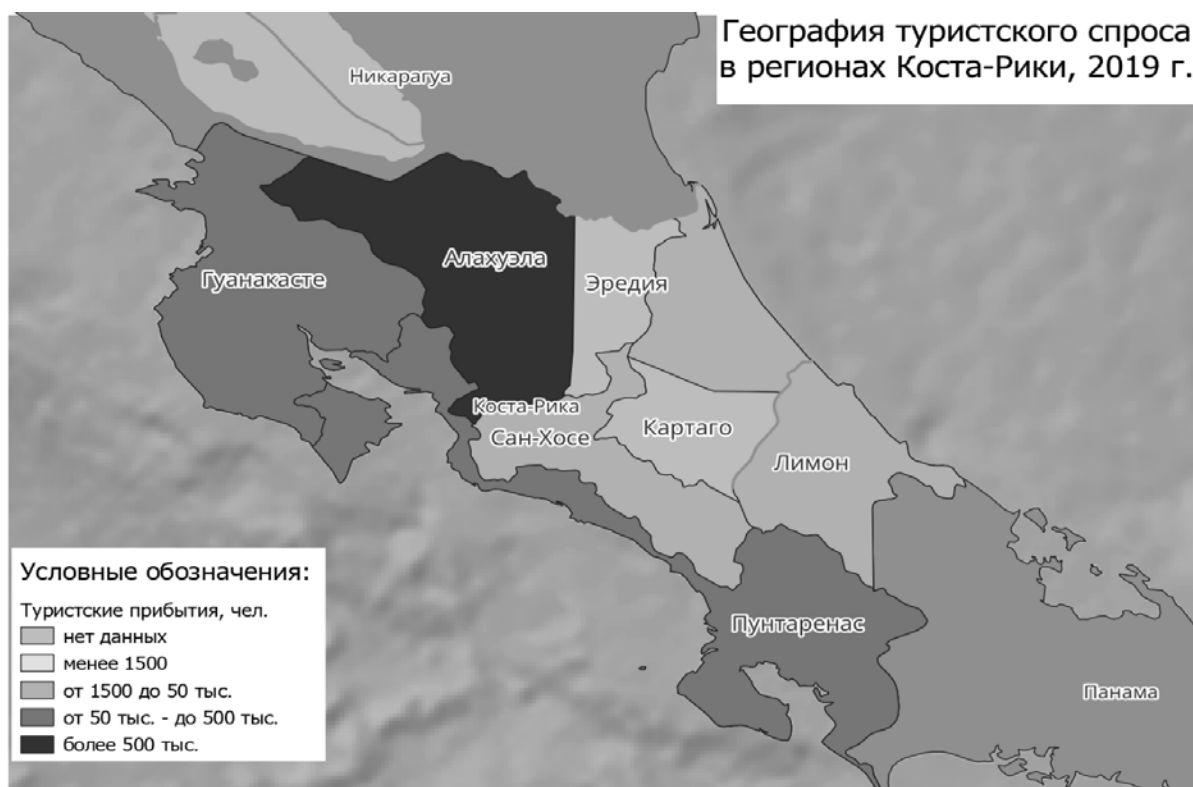 География туристского спроса
в регионах Коста-Рики, 2019 г.
Никарагуа
Алахуэла
Гуанакасте
Эредия
Коста-Рика
Сан-Хосе
Картаго
Лимон
Пунтаренас
Панама
Условные обозначения:
Туристские прибытия, чел.
нет данных
менее 1500
от 1500 до 50 тыс.
от 50 тыс. - до 500 тыс.
более 500 тыс.